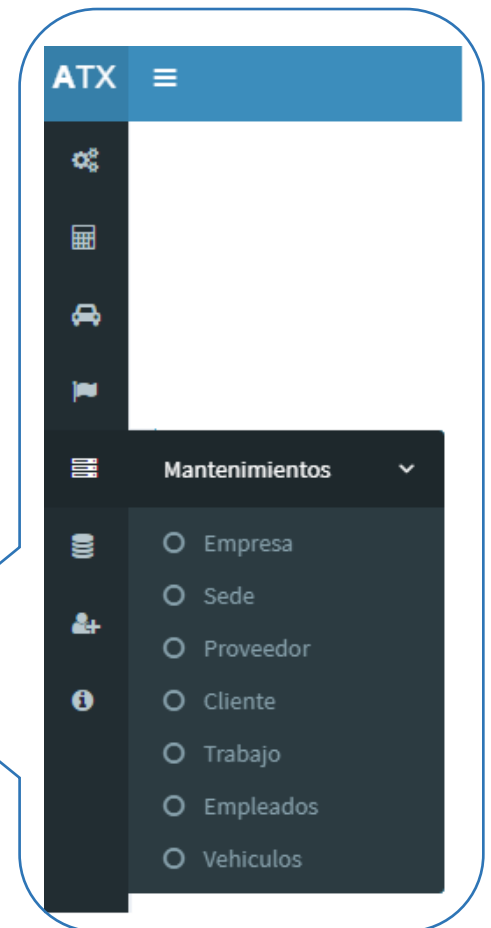 ATX
Mantenimientos
Empresa
Sede
Proveedor
Cliente
Trabajo
Empleados
Vehiculos